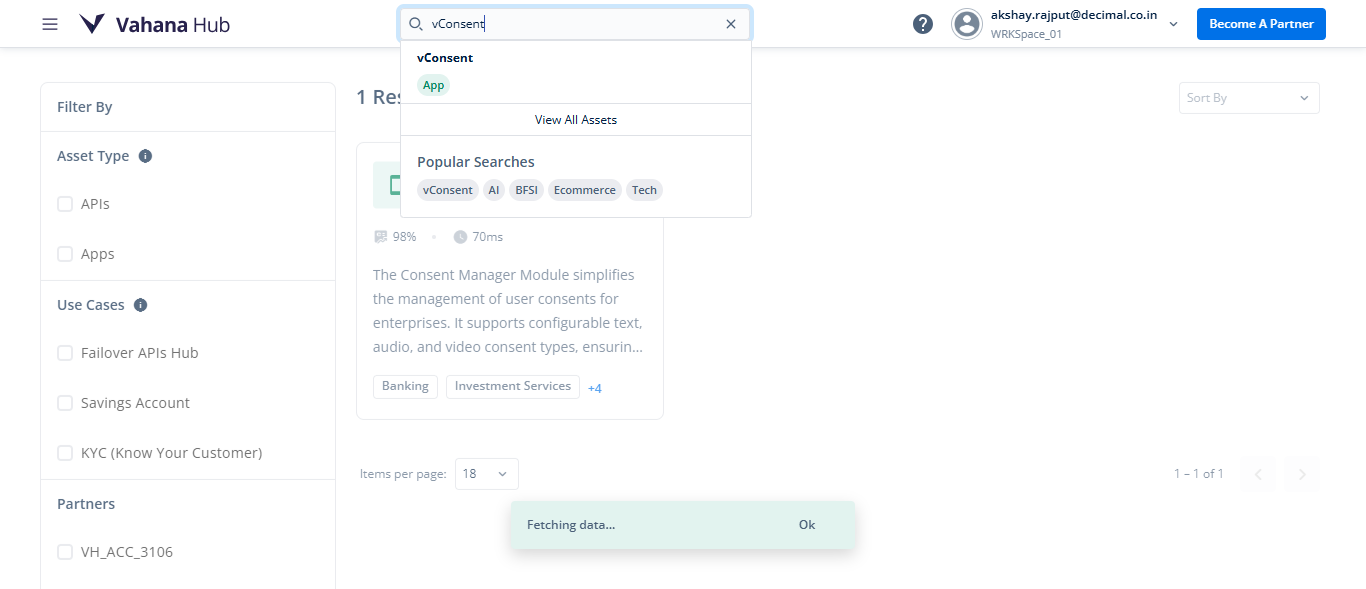 Vahana Hub
vConsent
akshay.rajput@decimal.co.in
WRKSpace_01
Become A Partner
vConsent
App
View All Assets
Popular Searches
vConsent AI BFSI Ecommerce Tech
Filter By
Asset Type
APIs
Apps
Use Cases
Failover APIs Hub
Savings Account
KYC (Know Your Customer)
Partners
VH_ACC_3106
1 Res
Sort By
98% 70ms
The Consent Manager Module simplifies
the management of user consents for
enterprises. It supports configurable text,
audio, and video consent types, ensurin...
Banking Investment Services +4
Items per page: 18
1 – 1 of 1
Fetching data... Ok